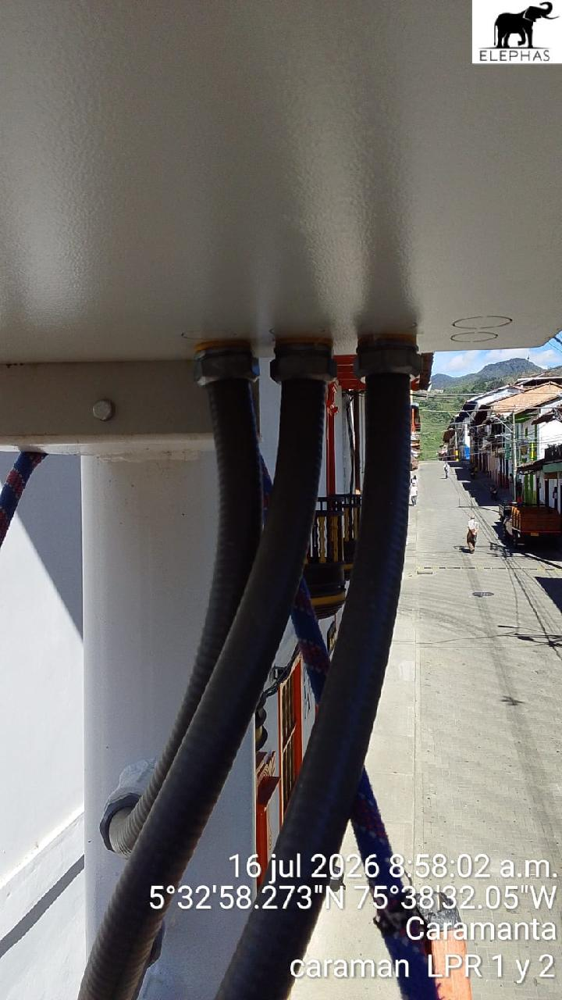 ELEPHAS
16 jul 2026 8:58:02 a.m.
5°32'58.273"N 75°38'32.05"W
Caramanta
caraman LPR 1 y 2